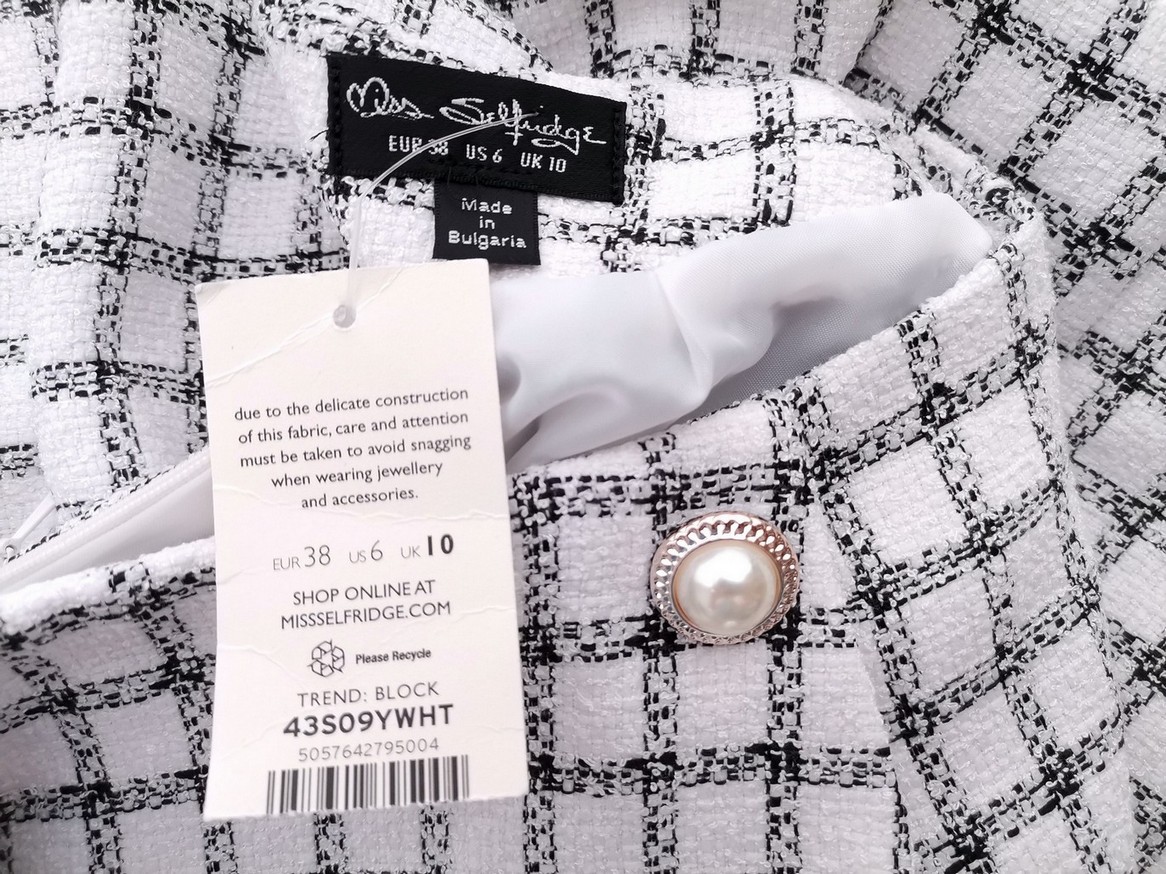 Miss Selfridge
EUR 38 US 6 UK 10
Made
in
Bulgaria
due to the delicate construction
of this fabric, care and attention
must be taken to avoid snagging
when wearing jewellery
and accessories.
EUR 38 US 6 UK 10
SHOP ONLINE AT
MISSSELFRIDGE.COM
Please Recycle
TREND: BLOCK
43S09YWHT
5057642795004